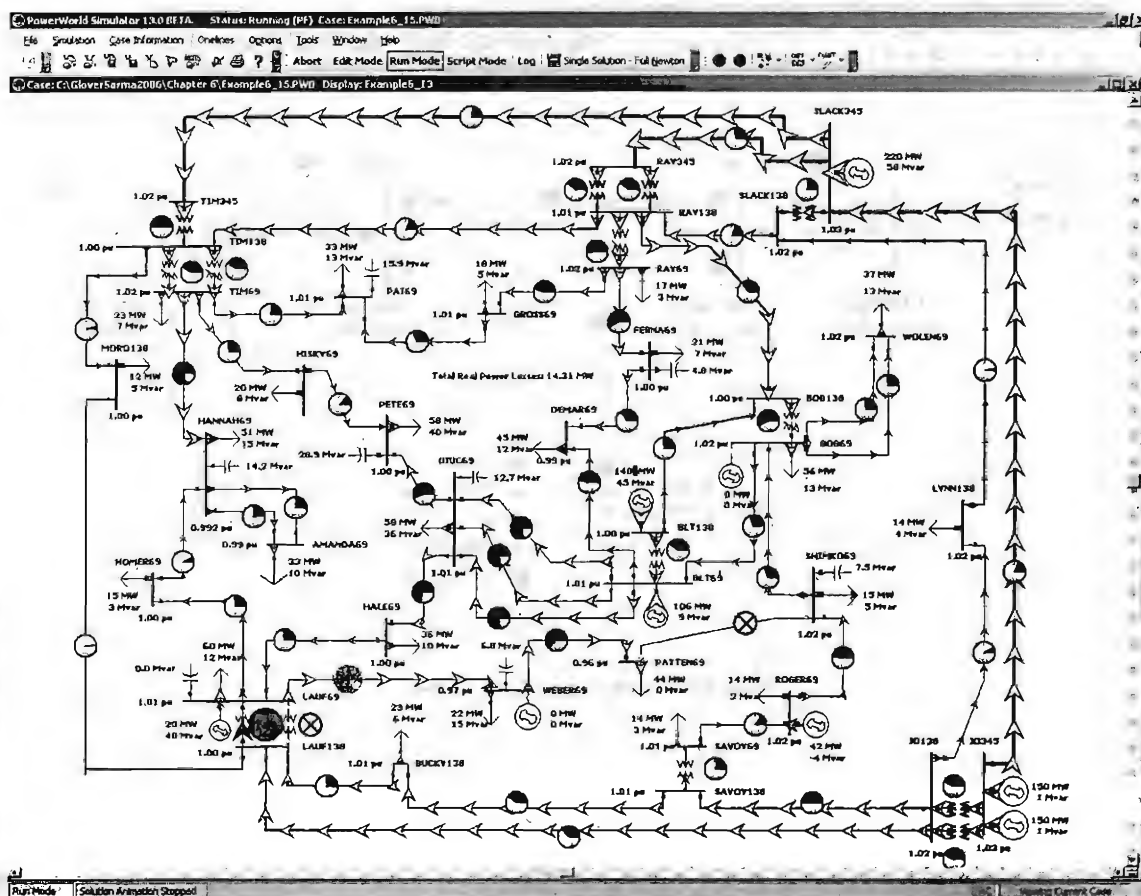 PowerWorld Simulator 13.0 BETA Status: Running (PF) Case: Example6_15.PWD
File Simulation Case Information Onelines Options Tools Window Help
Abort Edit Mode Run Mode Script Mode Log Single Solution - Full Newton
Case: C:\GloverSarma2006\Chapter 6\Example6_15.PWD Display: Example6_13
SLACK345
1.02 pu RAY345
220 MW
58 Mvar
SLACK138
1.02 pu TIM345
1.01 pu RAY138
1.03 pu
1.02 pu
1.00 pu TIM138
33 MW
13 Mvar
15.9 Mvar
18 MW
5 Mvar
1.02 pu RAY69
37 MW
13 Mvar
1.02 pu TIM69
1.01 pu PAT69
17 MW
3 Mvar
23 MW
7 Mvar
1.01 pu GROSS69
FERNA69
1.02 pu WOLEN69
MORO138
HISKY69
21 MW
7 Mvar
12 MW
5 Mvar
Total Real Power Losses: 14.31 MW
4.8 Mvar
20 MW
6 Mvar
1.00 pu
1.00 pu
PETE69
DEMAR69
1.00 pu BOB138
HANNAH69
51 MW
15 Mvar
58 MW
40 Mvar
45 MW
12 Mvar
1.02 pu BOB69
14.2 Mvar
28.9 Mvar
1.00 pu
UIUC69
12.7 Mvar
0.99 pu
140 MW
45 Mvar
0 MW
0 Mvar
56 MW
13 Mvar
LYNN138
58 MW
36 Mvar
14 MW
4 Mvar
0.992 pu
1.00 pu BLT138
SHIMKO69
0.99 pu AMANDA69
1.02 pu
HOMER69
33 MW
10 Mvar
1.01 pu
1.01 pu BLT69
7.5 Mvar
15 MW
3 Mvar
1.00 pu
HALE69
106 MW
9 Mvar
15 MW
5 Mvar
60 MW
12 Mvar
36 MW
10 Mvar
6.8 Mvar
1.02 pu
0.0 Mvar
1.00 pu
0.96 pu PATTEN69
1.01 pu LAUF69
0.97 pu WEBER69
44 MW
0 Mvar
14 MW
2 Mvar
ROGER69
20 MW
40 Mvar
23 MW
6 Mvar
22 MW
15 Mvar
0 MW
0 Mvar
14 MW
3 Mvar
1.00 pu LAUF138
1.01 pu SAVOY69
1.02 pu
42 MW
-4 Mvar
JO138
JO345
1.01 pu BUCKY138
1.01 pu SAVOY138
150 MW
1 Mvar
150 MW
1 Mvar
1.02 pu
1.03 pu
Run Mode Solution Animation Stopped Viewing Current Case